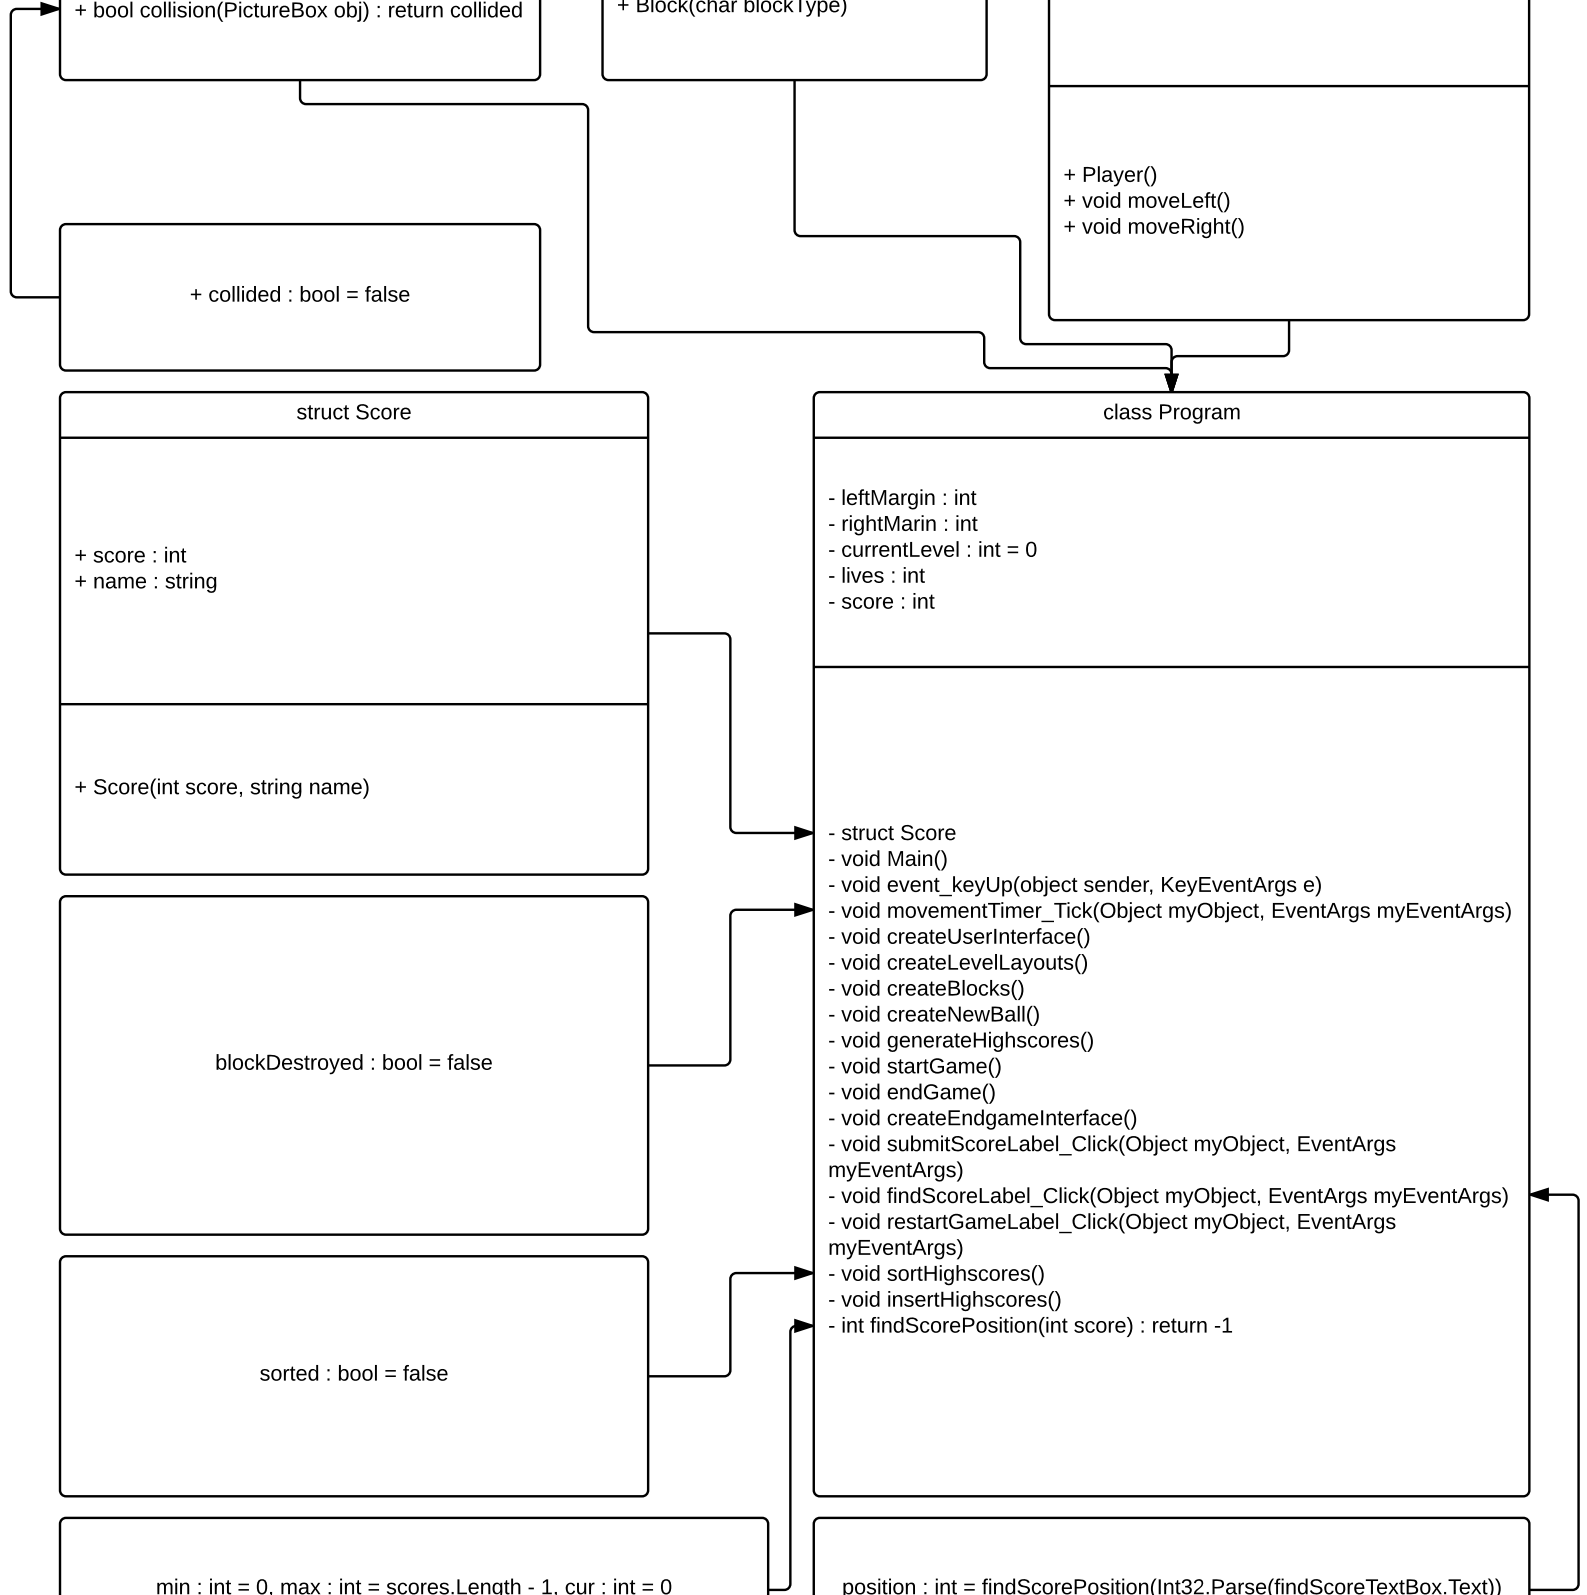 + bool collision(PictureBox obj) : return collided
+ Block(char blockType)
+ Player()
+ void moveLeft()
+ void moveRight()
+ collided : bool = false
struct Score
+ score : int
+ name : string
+ Score(int score, string name)
class Program
- leftMargin : int
- rightMarin : int
- currentLevel : int = 0
- lives : int
- score : int
- struct Score
- void Main()
- void event_keyUp(object sender, KeyEventArgs e)
- void movementTimer_Tick(Object myObject, EventArgs myEventArgs)
- void createUserInterface()
- void createLevelLayouts()
- void createBlocks()
- void createNewBall()
- void generateHighscores()
- void startGame()
- void endGame()
- void createEndgameInterface()
- void submitScoreLabel_Click(Object myObject, EventArgs
myEventArgs)
- void findScoreLabel_Click(Object myObject, EventArgs myEventArgs)
- void restartGameLabel_Click(Object myObject, EventArgs
myEventArgs)
- void sortHighscores()
- void insertHighscores()
- int findScorePosition(int score) : return -1
blockDestroyed : bool = false
sorted : bool = false
min : int = 0, max : int = scores.Length - 1, cur : int = 0
position : int = findScorePosition(Int32.Parse(findScoreTextBox.Text))